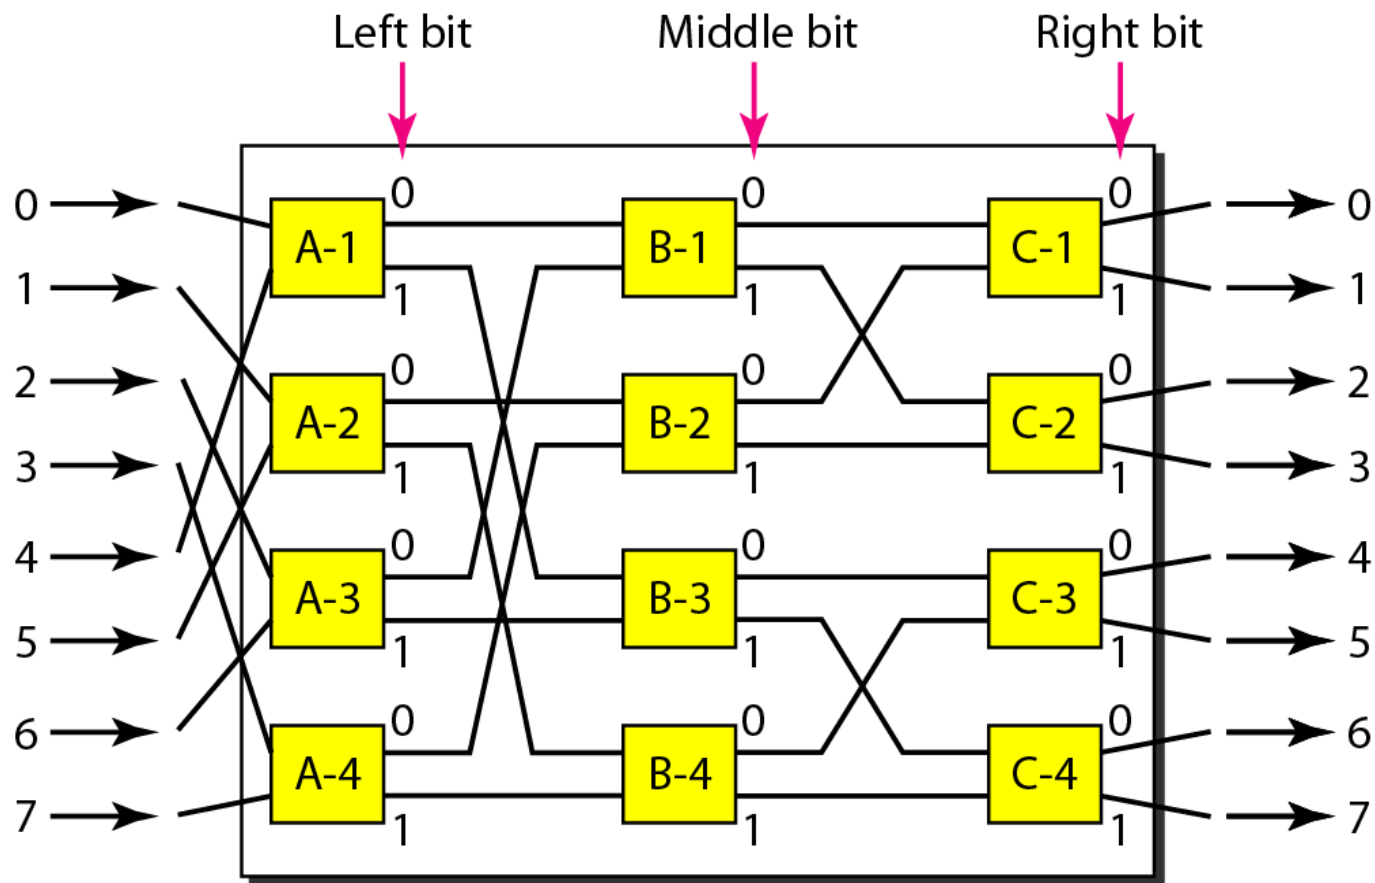 Left bit Middle bit Right bit
0 0 0
0 A-1 B-1 C-1 0
1 1 1 1 1
0 0 0
2 A-2 B-2 C-2 2
3 1 1 1 3
0 0 0
4 A-3 B-3 C-3 4
5 1 1 1 5
0 0 0
6 A-4 B-4 C-4 6
7 1 1 1 7